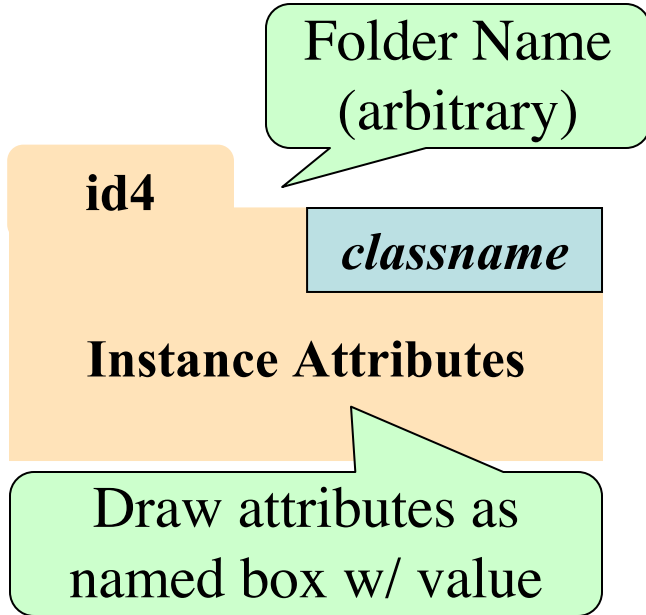 Folder Name
(arbitrary)
id4
classname
Instance Attributes
Draw attributes as
named box w/ value